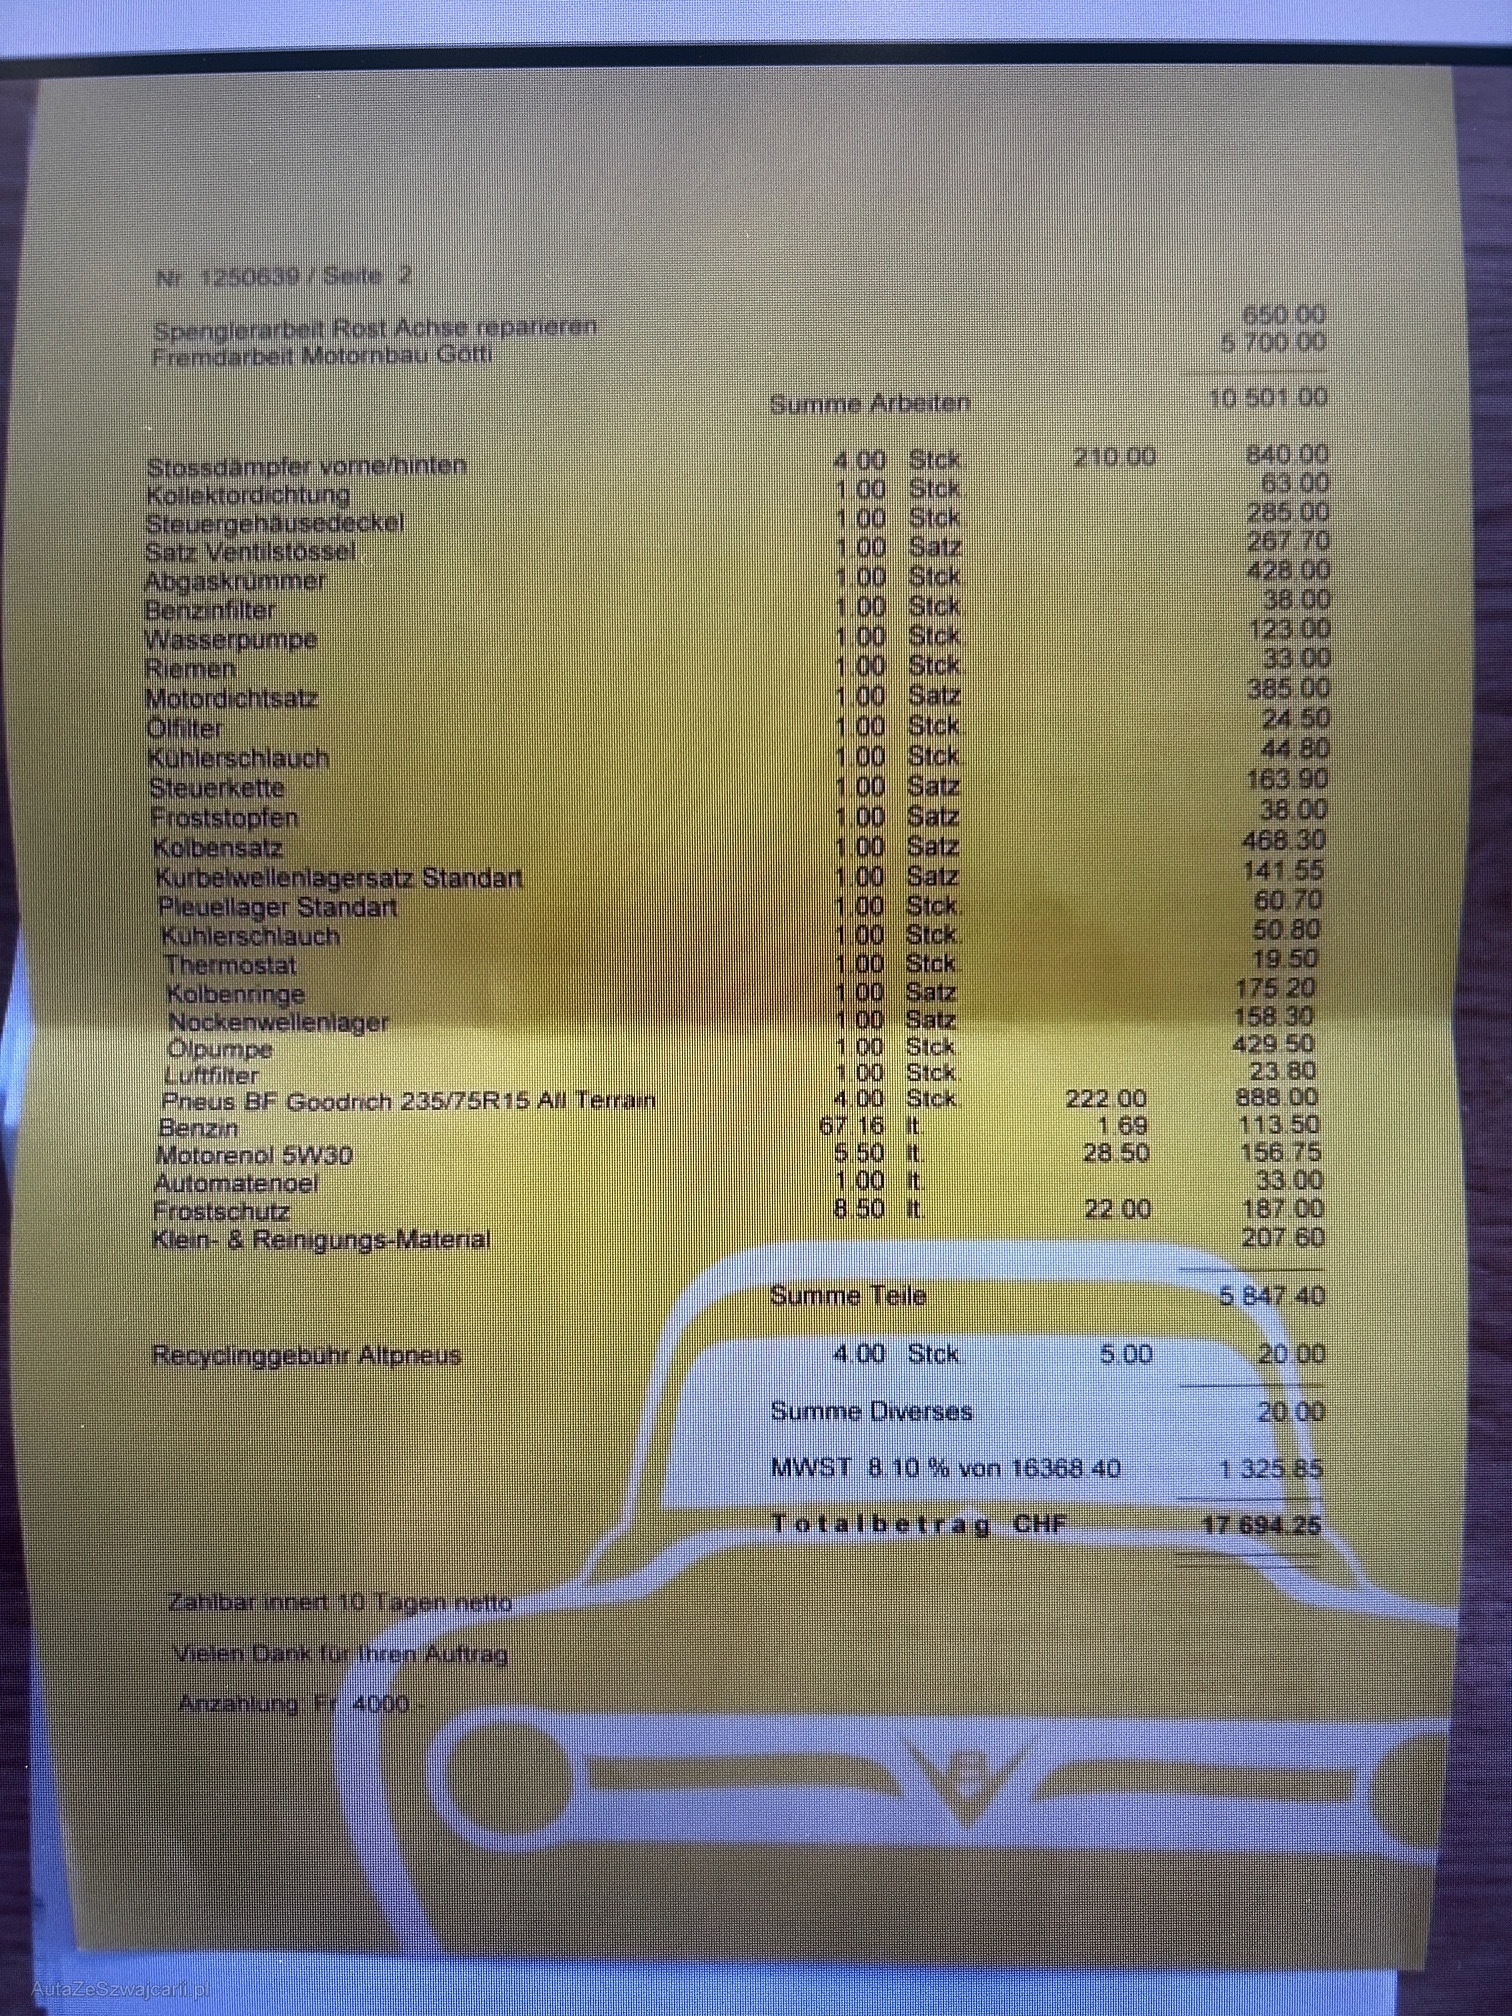 Nr. 1250639 / Seite 2
Spenglerarbeit Rost Achse reparieren 650.00
Fremdarbeit Motornbau Götti 5 700.00
Summe Arbeiten 10 501.00
Stossdämpfer vorne/hinten 4.00 Stck. 210.00 840.00
Kollektordichtung 1.00 Stck. 63.00
Steuergehäusedeckel 1.00 Stck. 285.00
Satz Ventilstössel 1.00 Satz 267.70
Abgaskrümmer 1.00 Stck. 428.00
Benzinfilter 1.00 Stck. 38.00
Wasserpumpe 1.00 Stck. 123.00
Riemen 1.00 Stck. 33.00
Motordichtsatz 1.00 Satz 385.00
Ölfilter 1.00 Stck. 24.50
Kühlerschlauch 1.00 Stck. 44.80
Steuerkette 1.00 Satz 163.90
Froststopfen 1.00 Satz 38.00
Kolbensatz 1.00 Satz 468.30
Kurbelwellenlagersatz Standart 1.00 Satz 141.55
Pleuellager Standart 1.00 Stck. 60.70
Kühlerschlauch 1.00 Stck. 50.80
Thermostat 1.00 Stck. 19.50
Kolbenringe 1.00 Satz 175.20
Nockenwellenlager 1.00 Satz 158.30
Ölpumpe 1.00 Stck. 429.50
Luftfilter 1.00 Stck. 23.80
Pneus BF Goodrich 235/75R15 All Terrain 4.00 Stck. 222.00 888.00
Benzin 67.16 lt. 1.69 113.50
Motorenöl 5W30 5.50 lt. 28.50 156.75
Automatenoel 1.00 lt. 33.00
Frostschutz 8.50 lt. 22.00 187.00
Klein- & Reinigungs-Material 207.60
Summe Teile 5 847.40
Recyclinggebühr Altpneus 4.00 Stck. 5.00 20.00
Summe Diverses 20.00
MWST 8.10 % von 16368.40 1 325.85
Totalbetrag CHF 17 694.25
Zahlbar innert 10 Tagen netto
Vielen Dank für Ihren Auftrag
Anzahlung Fr. 4000.-
V8
AutaZeSzwajcarii.pl